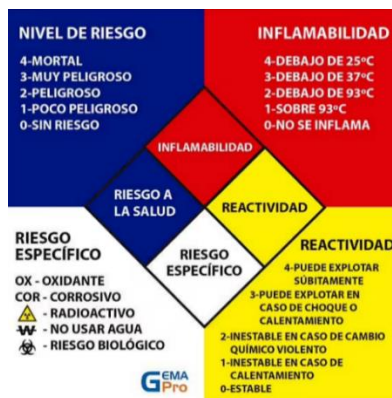 NIVEL DE RIESGO
4-MORTAL
3-MUY PELIGROSO
2-PELIGROSO
1-POCO PELIGROSO
0-SIN RIESGO
INFLAMABILIDAD
4-DEBAJO DE 25ºC
3-DEBAJO DE 37ºC
2-DEBAJO DE 93ºC
1-SOBRE 93ºC
0-NO SE INFLAMA
INFLAMABILIDAD
RIESGO A
LA SALUD
REACTIVIDAD
RIESGO
ESPECÍFICO
RIESGO
ESPECÍFICO
OX - OXIDANTE
COR - CORROSIVO
- RADIOACTIVO
W - NO USAR AGUA
- RIESGO BIOLÓGICO
REACTIVIDAD
4-PUEDE EXPLOTAR
SÚBITAMENTE
3-PUEDE EXPLOTAR EN
CASO DE CHOQUE O
CALENTAMIENTO
2-INESTABLE EN CASO DE CAMBIO
QUÍMICO VIOLENTO
1-INESTABLE EN CASO DE
CALENTAMIENTO
0-ESTABLE
GEMA
Pro